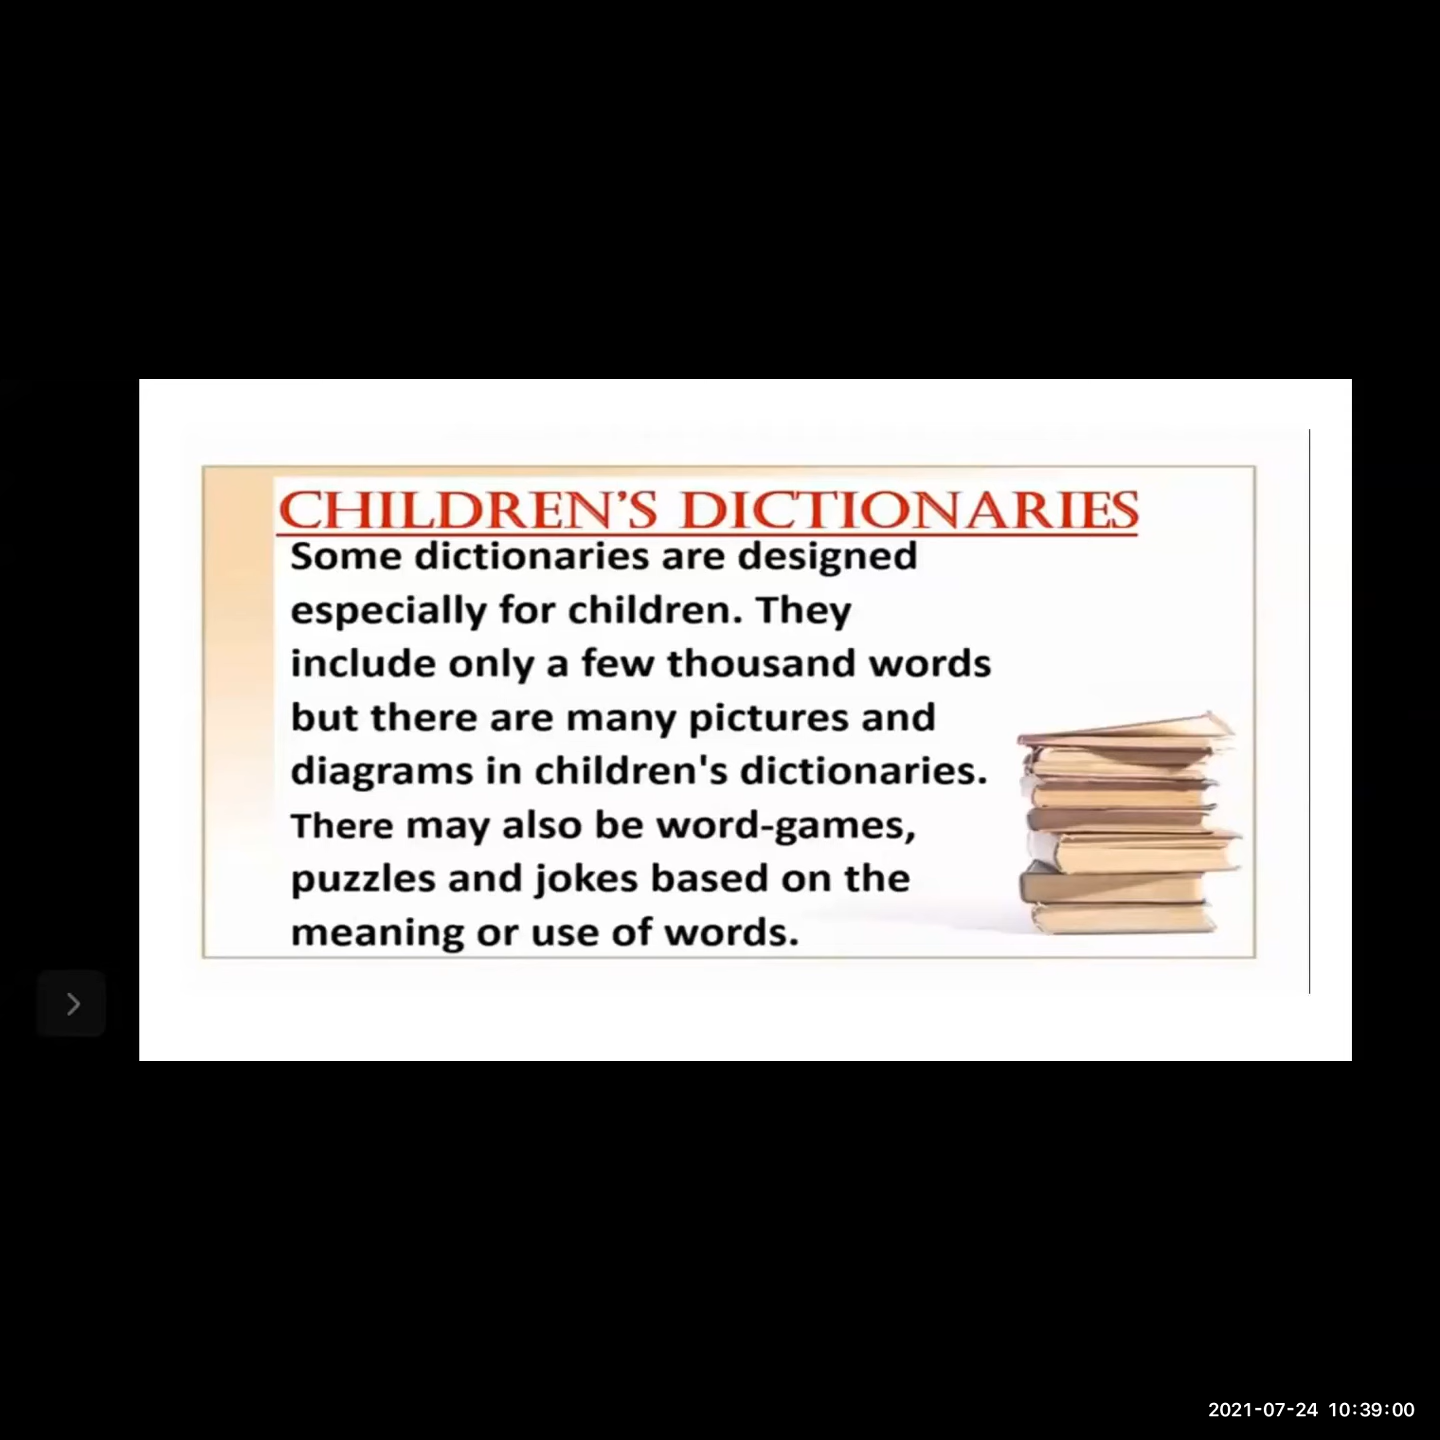 CHILDREN'S DICTIONARIES
Some dictionaries are designed
especially for children. They
include only a few thousand words
but there are many pictures and
diagrams in children's dictionaries.
There may also be word-games,
puzzles and jokes based on the
meaning or use of words.
2021-07-24 10:39:00